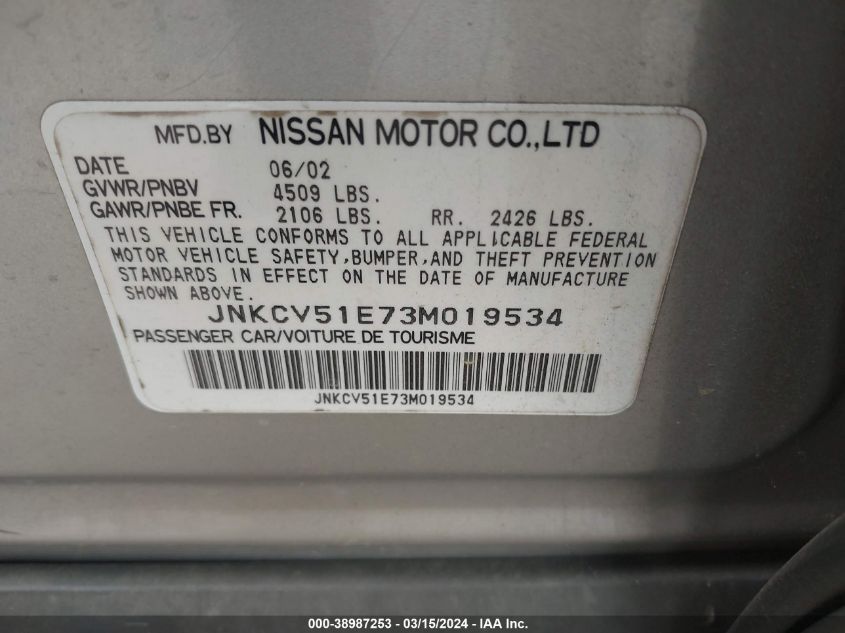 MFD.BY NISSAN MOTOR CO.,LTD
DATE 06/02
GVWR/PNBV 4509 LBS.
GAWR/PNBE FR. 2106 LBS. RR. 2426 LBS.
THIS VEHICLE CONFORMS TO ALL APPLICABLE FEDERAL
MOTOR VEHICLE SAFETY,BUMPER,AND THEFT PREVENTION
STANDARDS IN EFFECT ON THE DATE OF MANUFACTURE
SHOWN ABOVE.
JNKCV51E73M019534
PASSENGER CAR/VOITURE DE TOURISME
JNKCV51E73M019534
000-38987253 - 03/15/2024 - IAA Inc.